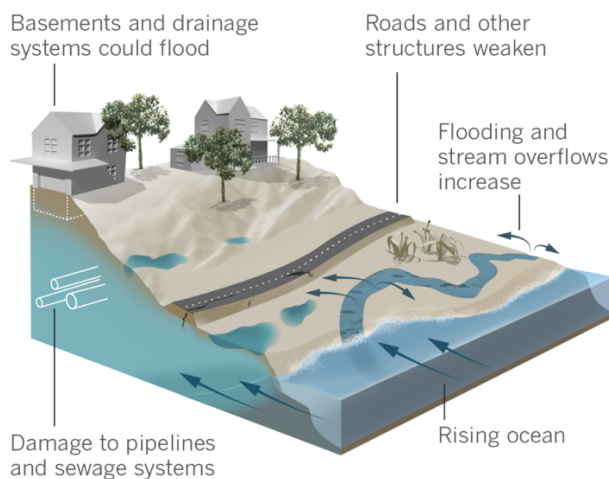 Basements and drainage
systems could flood
Roads and other
structures weaken
Flooding and
stream overflows
increase
Damage to pipelines
and sewage systems
Rising ocean